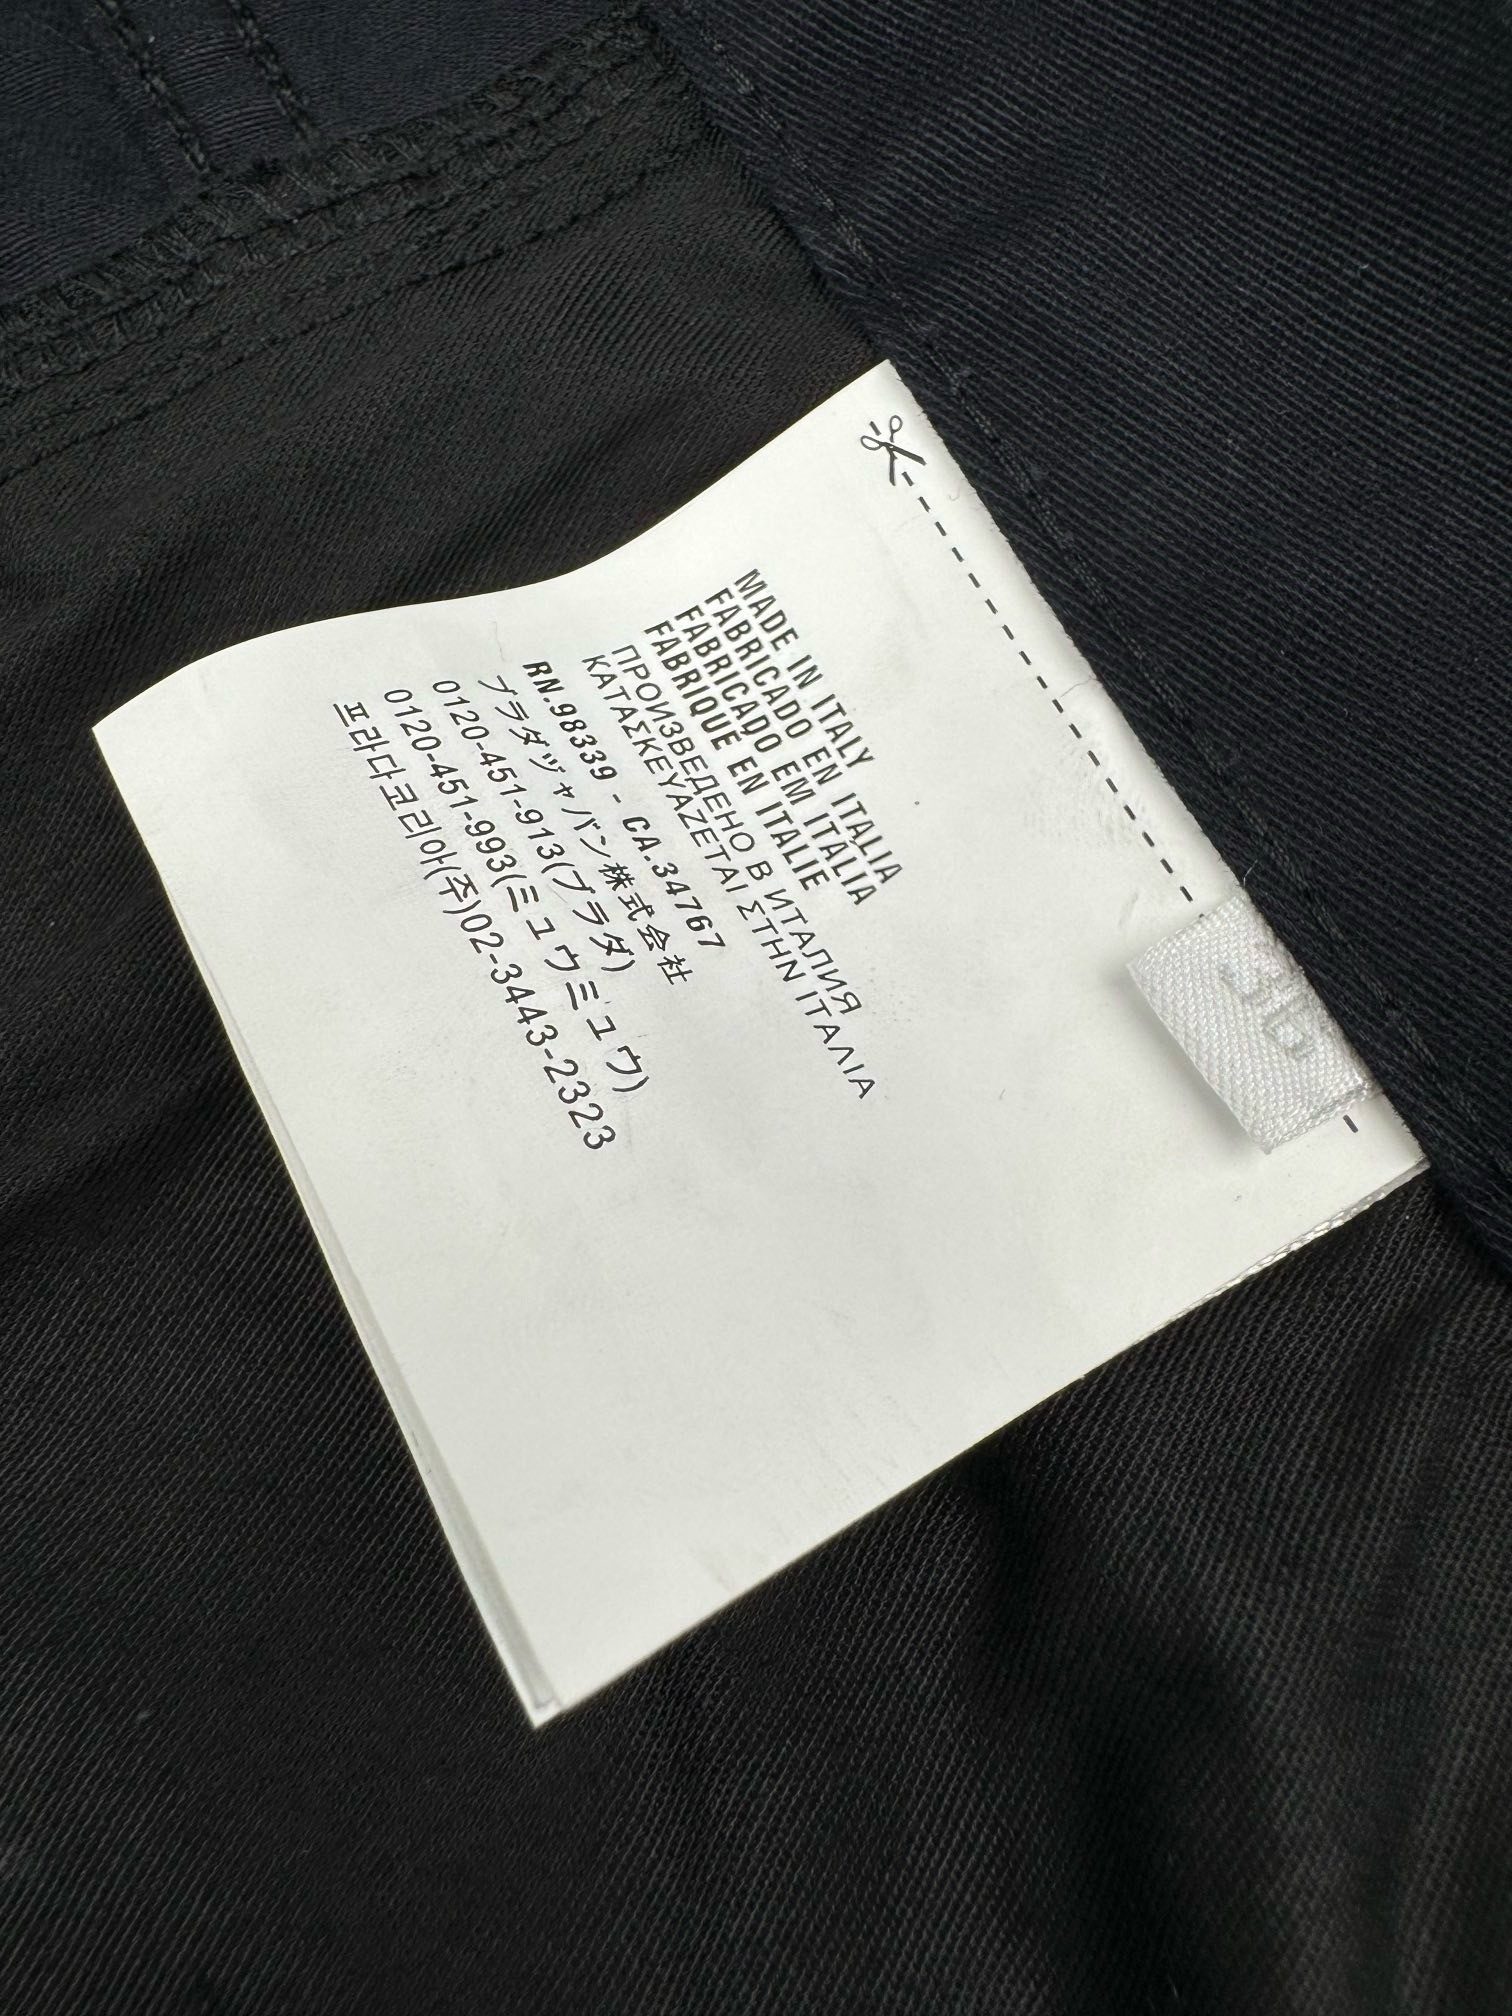 MADE IN ITALY
FABRICADO EN ITALIA
FABRICADO EM ITÁLIA
FABRIQUE EN ITALIE
ПРОИЗВЕДЕНО В ИТАЛИЯ
ΚΑΤΑΣΚΕΥΑΖΕΤΑΙ ΣΤΗΝ ΙΤΑΛΙΑ
RN.98339 - CA.34767
プラダジャパン株式会社
0120-451-913(プラダ)
0120-451-993(ミュウミュウ)
프라다코리아(주)02-3443-2323